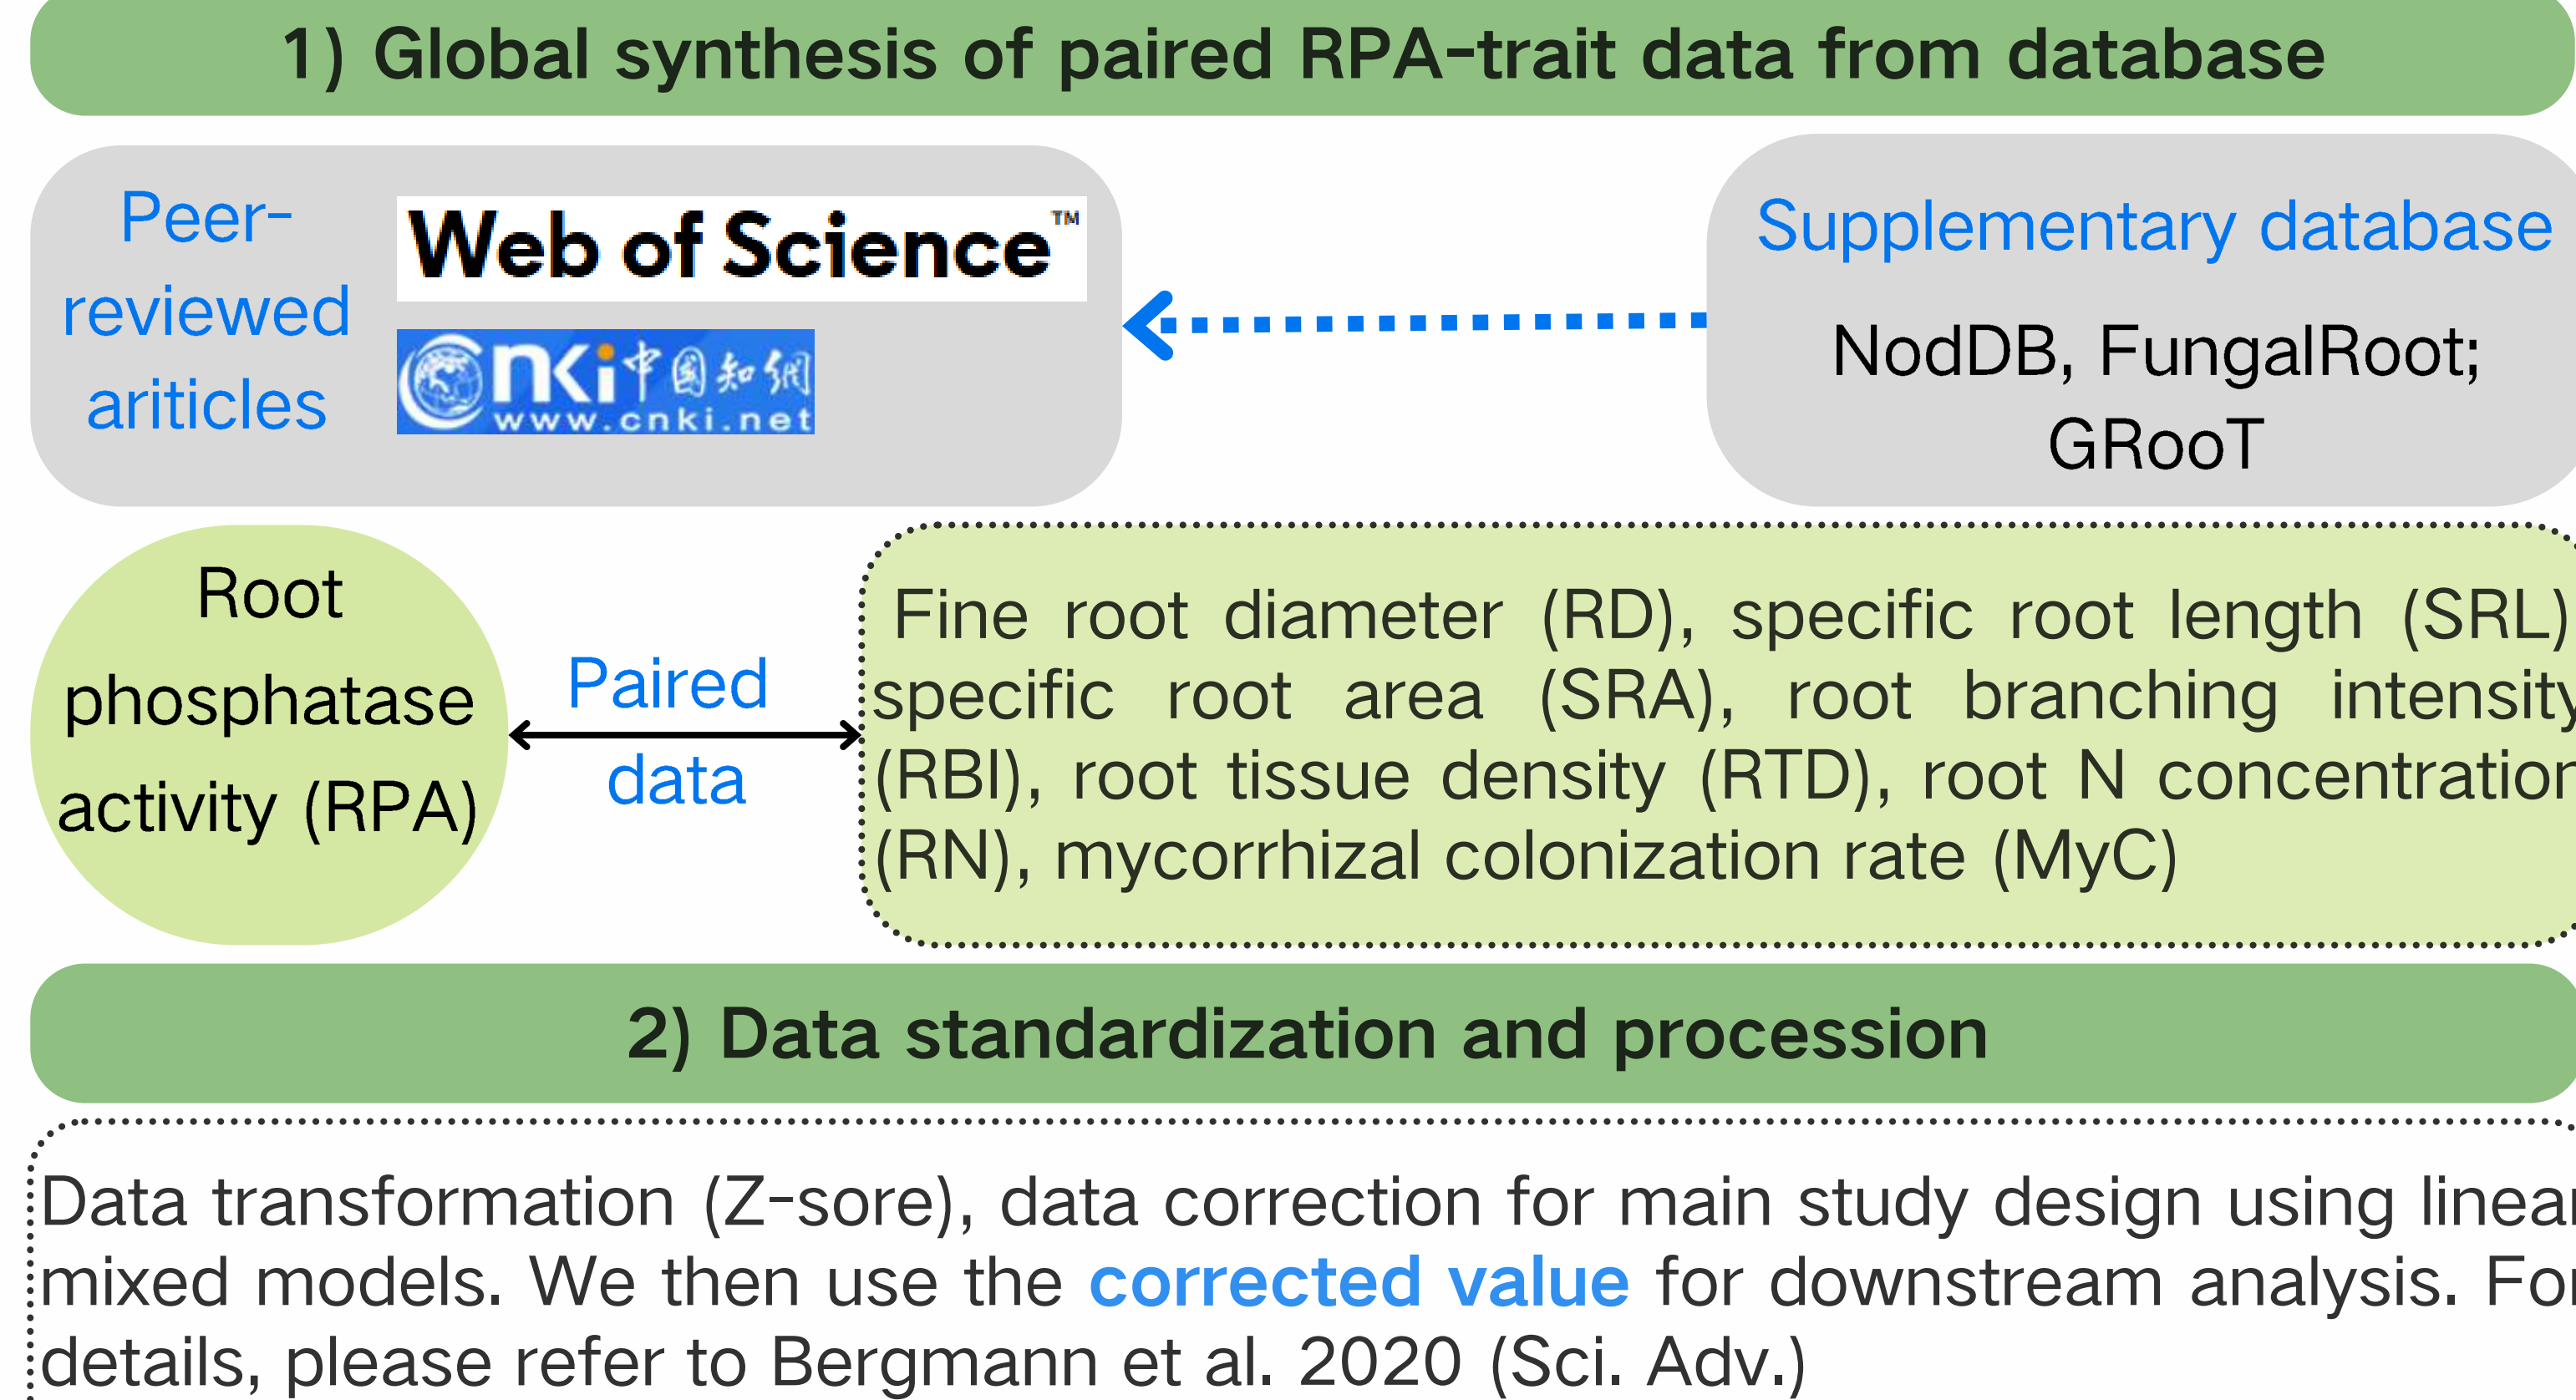 1) Global synthesis of paired RPA-trait data from database
Peer-
reviewed
ariticles
Web of Science™
cnki中国知网
www.cnki.net
Supplementary database
NodDB, FungalRoot;
GRooT
Root
phosphatase
activity (RPA)
Paired
data
Fine root diameter (RD), specific root length (SRL)
specific root area (SRA), root branching intensity
(RBI), root tissue density (RTD), root N concentration
(RN), mycorrhizal colonization rate (MyC)
2) Data standardization and procession
Data transformation (Z-sore), data correction for main study design using linear
mixed models. We then use the corrected value for downstream analysis. For
details, please refer to Bergmann et al. 2020 (Sci. Adv.)